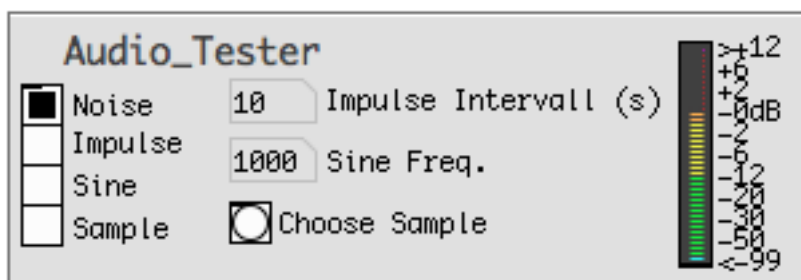 Audio_Tester
Noise
Impulse
Sine
Sample
10 Impulse Intervall (s)
1000 Sine Freq.
Choose Sample
>+12
+6
+2
-0dB
-2
-6
-12
-20
-30
-50
<-99